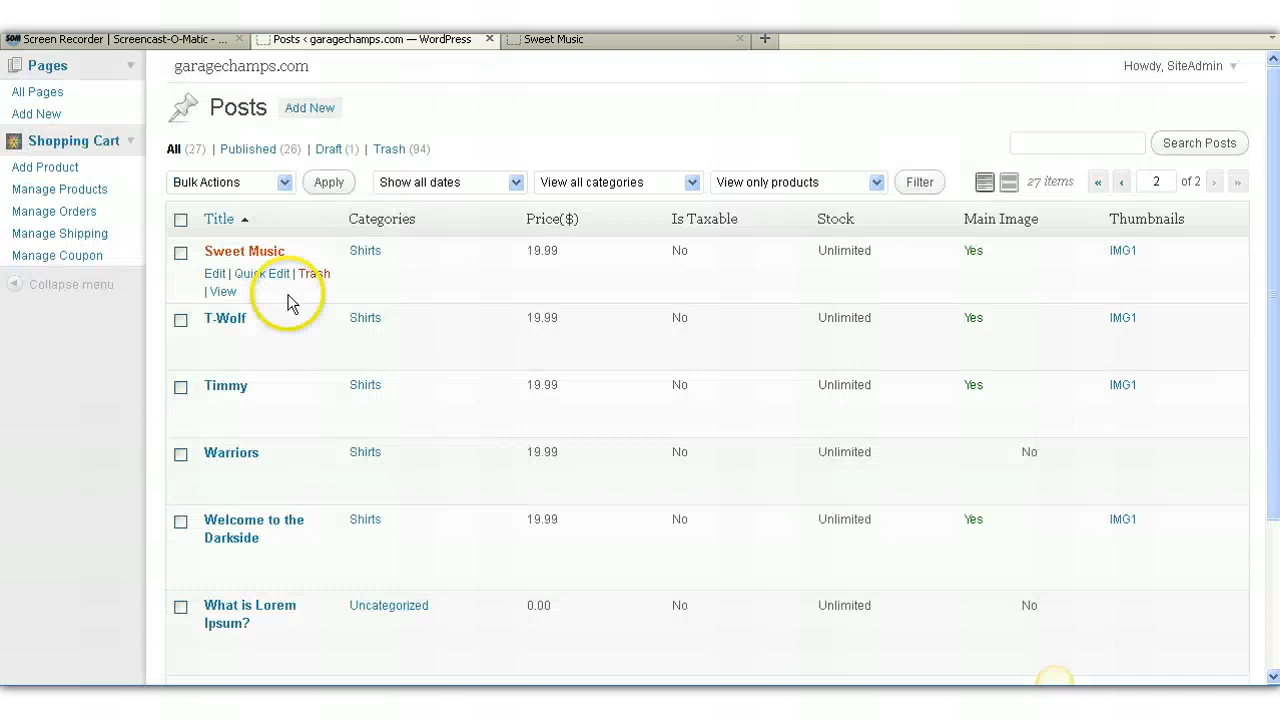 Screen Recorder | Screencast-O-Matic - ...
Posts < garagechamps.com — WordPress
Sweet Music
Pages
All Pages
Add New
Shopping Cart
Add Product
Manage Products
Manage Orders
Manage Shipping
Manage Coupon
Collapse menu
garagechamps.com
Howdy, SiteAdmin
Posts Add New
All (27) | Published (26) | Draft (1) | Trash (94)
Search Posts
Bulk Actions Apply Show all dates View all categories View only products Filter 27 items « ‹ 2 of 2 › »
Title Categories Price($) Is Taxable Stock Main Image Thumbnails
Sweet Music Shirts 19.99 No Unlimited Yes IMG1
Edit | Quick Edit | Trash
| View
T-Wolf Shirts 19.99 No Unlimited Yes IMG1
Timmy Shirts 19.99 No Unlimited Yes IMG1
Warriors Shirts 19.99 No Unlimited No
Welcome to the Shirts 19.99 No Unlimited Yes IMG1
Darkside
What is Lorem Uncategorized 0.00 No Unlimited No
Ipsum?